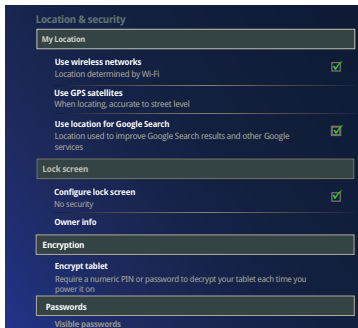 Location & security
My Location
Use wireless networks
Location determined by Wi-Fi
Use GPS satellites
When locating, accurate to street level
Use location for Google Search
Location used to improve Google Search results and other Google
services
Lock screen
Configure lock screen
No security
Owner info
Encryption
Encrypt tablet
Require a numeric PIN or password to decrypt your tablet each time you
power it on
Passwords
Visible passwords